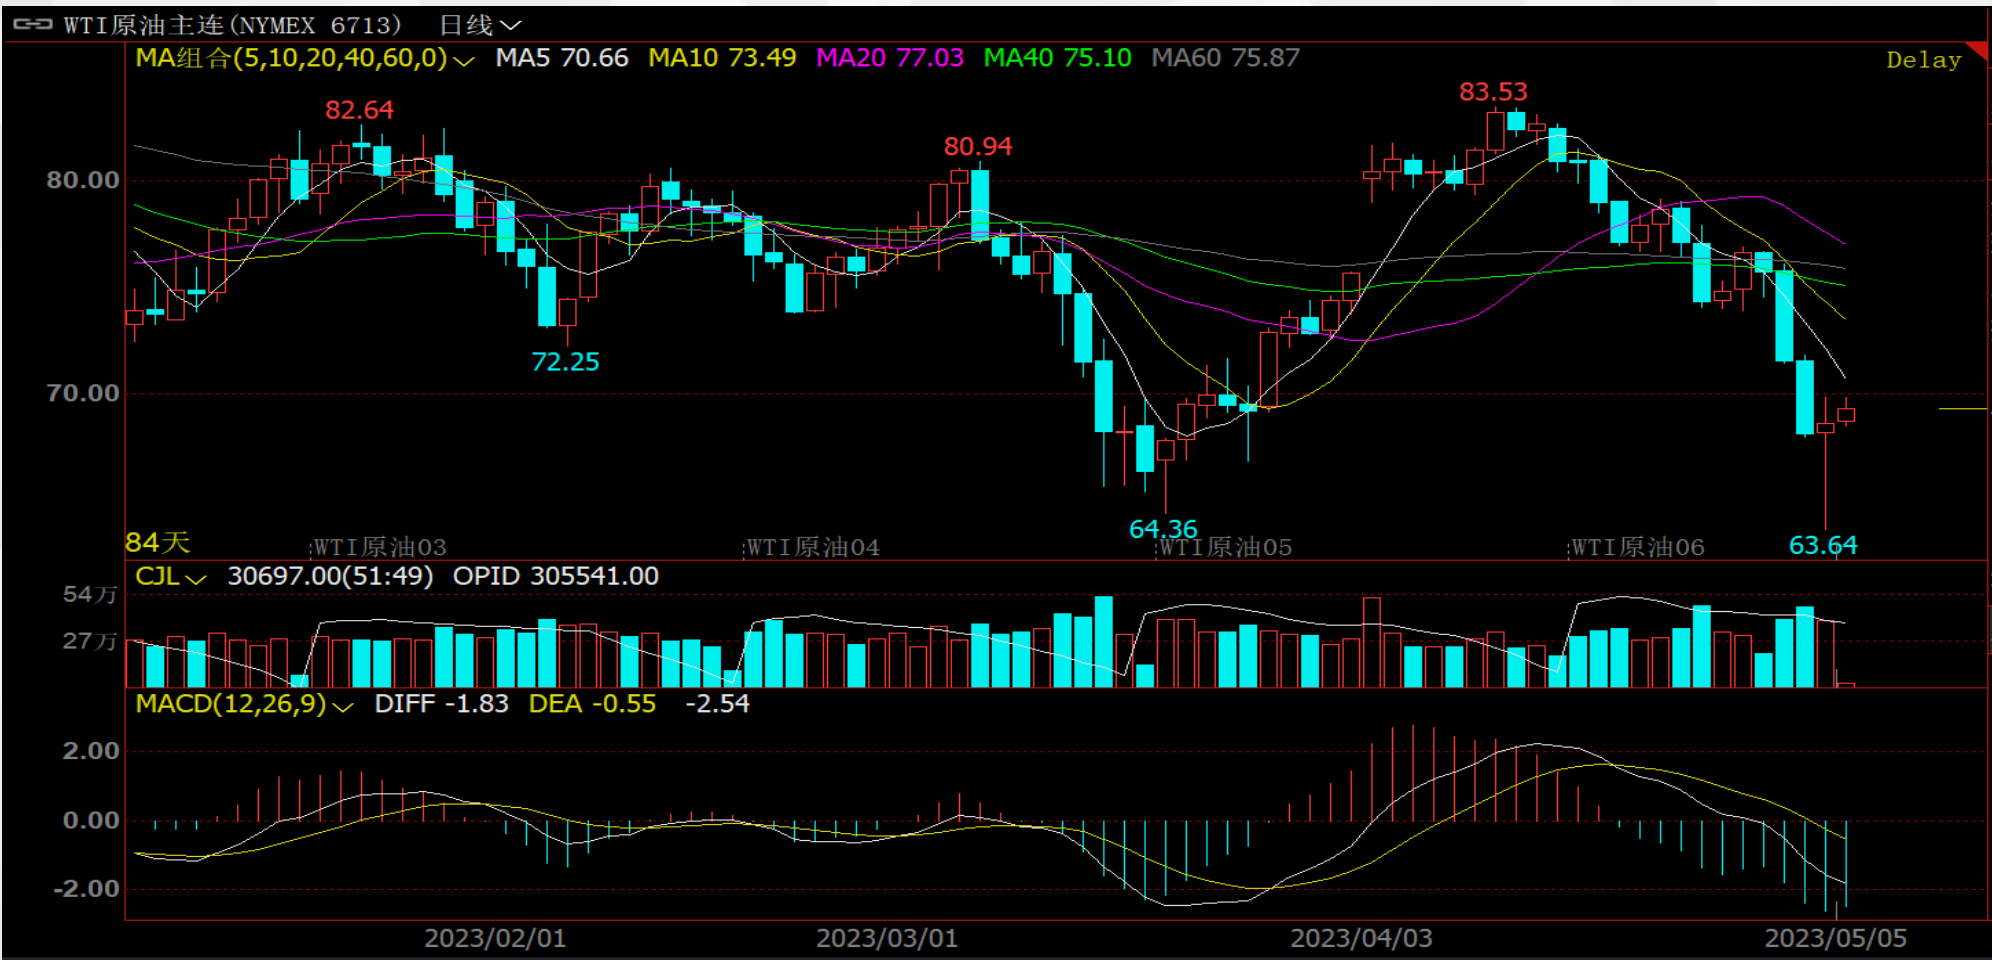 WTI原油主连(NYMEX 6713) 日线
MA组合(5,10,20,40,60,0) MA5 70.66 MA10 73.49 MA20 77.03 MA40 75.10 MA60 75.87
Delay
83.53
82.64
80.94
80.00
72.25
70.00
64.36
63.64
84天
WTI原油03 WTI原油04 WTI原油05 WTI原油06
CJL 30697.00(51:49) OPID 305541.00
54万
27万
MACD(12,26,9) DIFF -1.83 DEA -0.55 -2.54
2.00
0.00
-2.00
2023/02/01 2023/03/01 2023/04/03 2023/05/05